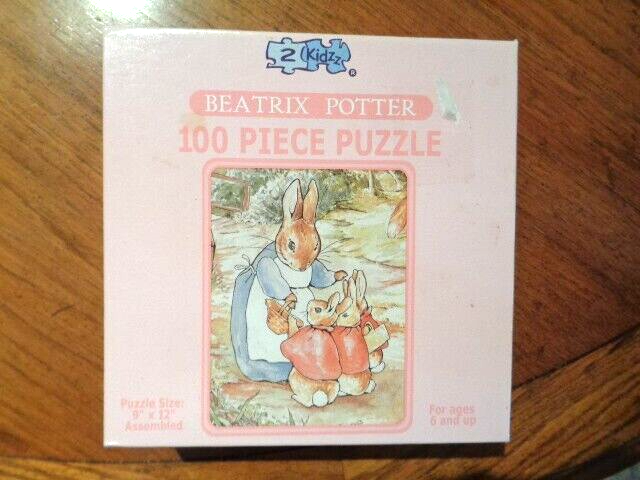 2 Kidzz ®
BEATRIX POTTER
100 PIECE PUZZLE
Puzzle Size:
9" x 12"
Assembled
For ages
6 and up